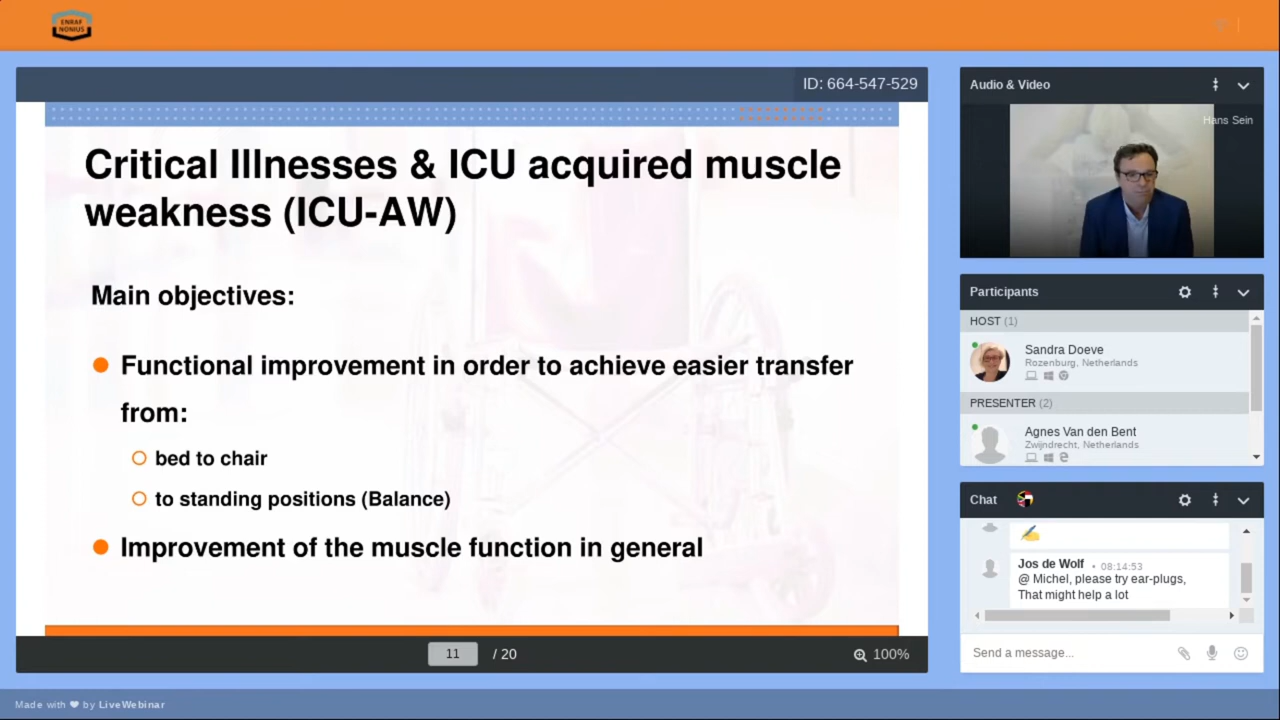 ENRAF
NONIUS
ID: 664-547-529
Critical Illnesses & ICU acquired muscle
weakness (ICU-AW)
Main objectives:
Functional improvement in order to achieve easier transfer
from:
bed to chair
to standing positions (Balance)
Improvement of the muscle function in general
11 / 20
100%
Audio & Video
Hans Sein
Participants
HOST (1)
Sandra Doeve
Rozenburg, Netherlands
PRESENTER (2)
Agnes Van den Bent
Zwijndrecht, Netherlands
Chat
Jos de Wolf • 08:14:53
@ Michel, please try ear-plugs,
That might help a lot
Send a message...
Made with ❤ by LiveWebinar